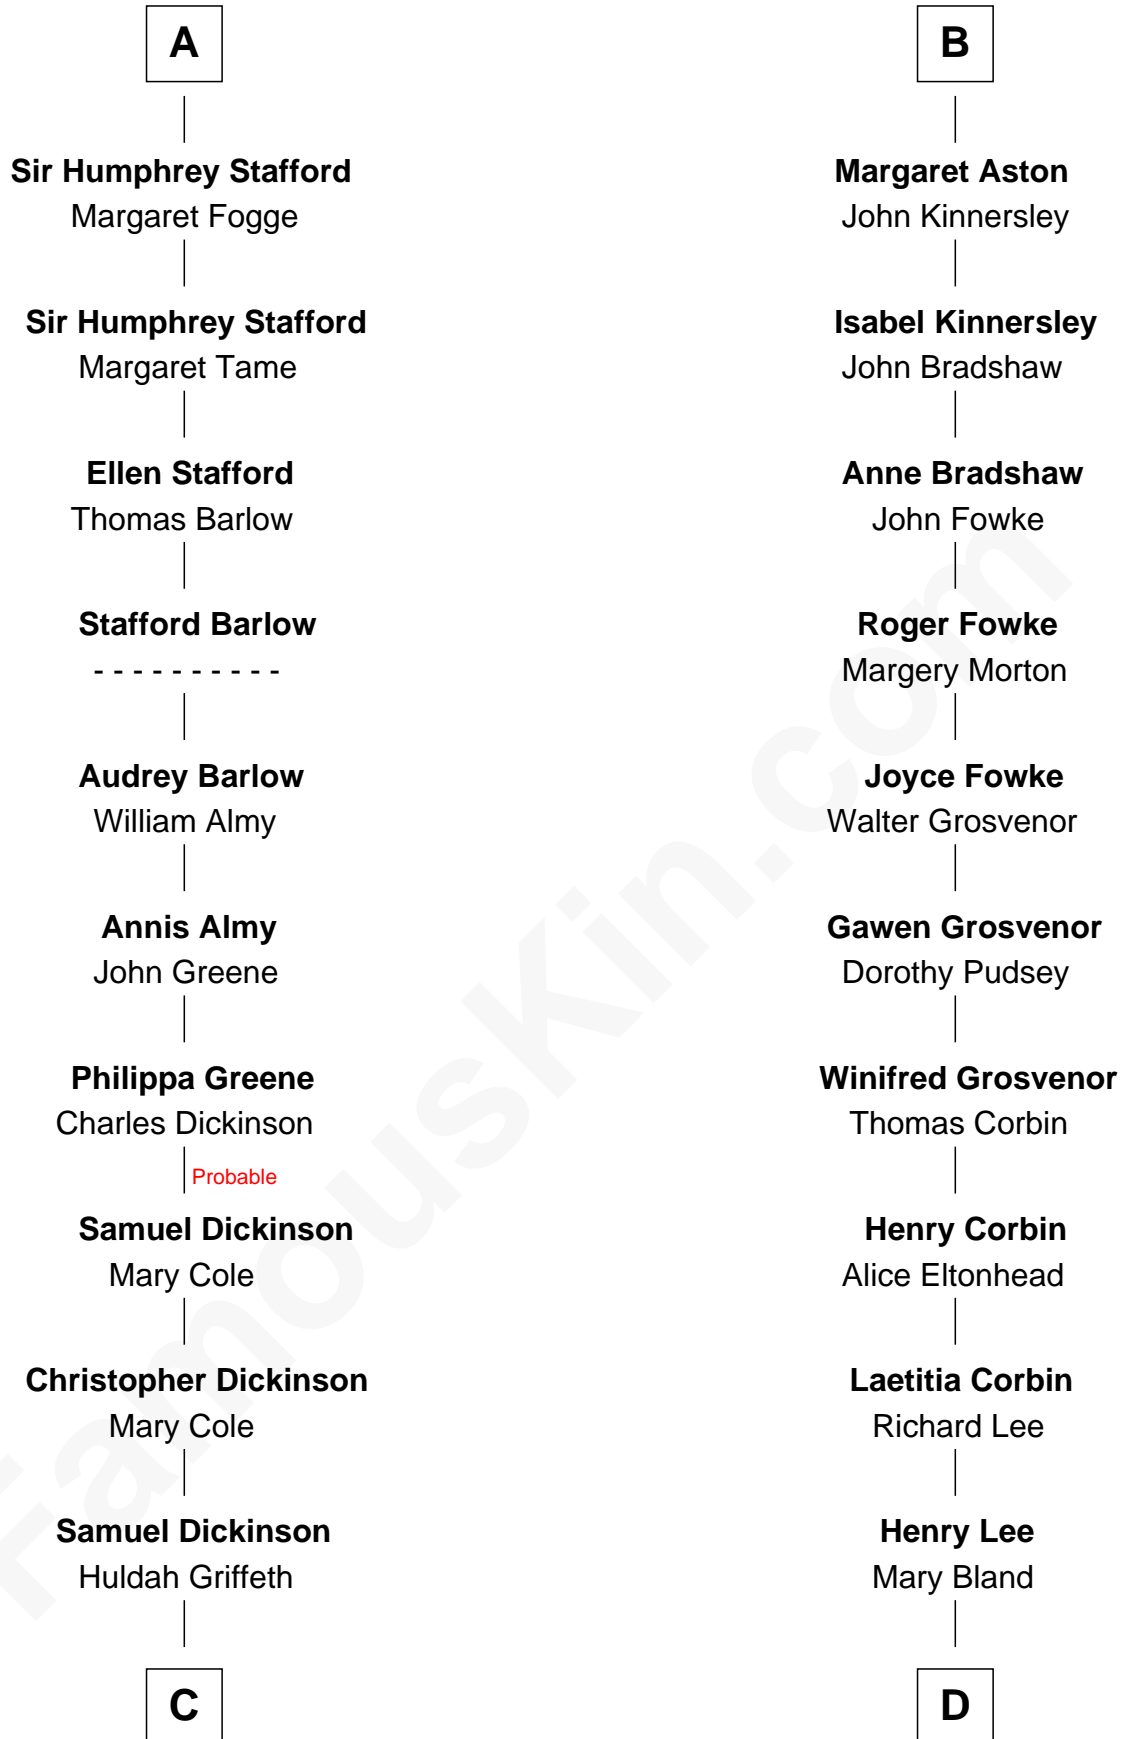 A
Sir Humphrey Stafford
Margaret Fogge
Sir Humphrey Stafford
Margaret Tame
Ellen Stafford
Thomas Barlow
Stafford Barlow
- - - - - - - - - -
Audrey Barlow
William Almy
Annis Almy
John Greene
Philippa Greene
Charles Dickinson
Probable
Samuel Dickinson
Mary Cole
Christopher Dickinson
Mary Cole
Samuel Dickinson
Huldah Griffeth
C
B
Margaret Aston
John Kinnersley
Isabel Kinnersley
John Bradshaw
Anne Bradshaw
John Fowke
Roger Fowke
Margery Morton
Joyce Fowke
Walter Grosvenor
Gawen Grosvenor
Dorothy Pudsey
Winifred Grosvenor
Thomas Corbin
Henry Corbin
Alice Eltonhead
Laetitia Corbin
Richard Lee
Henry Lee
Mary Bland
D
FamousKin.com